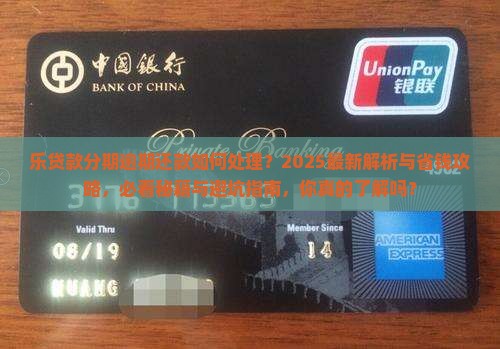 中國銀行
BANK OF CHINA
UnionPay
银联
Private Banking
乐贷款分期逾期还款如何处理？2025最新解析与省钱攻
略，必看秘籍与避坑指南，你真的了解吗？
Valid Thru
Member Since
06/19
14
HUANG
AMERICAN
EXPRESS